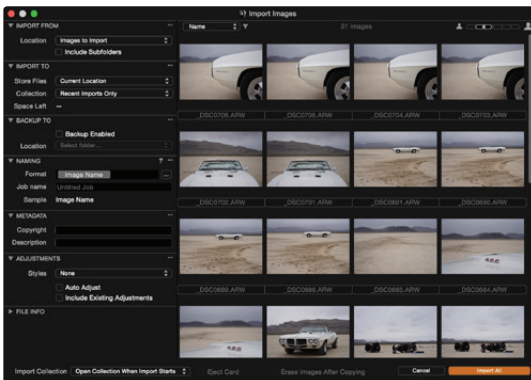 Import Images
IMPORT FROM
Location Images to Import
Include Subfolders
IMPORT TO
Store Files Current Location
Collection Recent Imports Only
Space Left --
BACKUP TO
Backup Enabled
Location Select folder...
NAMING ? ...
Format Image Name ...
Job name Untitled Job
Sample Image Name
METADATA
Copyright
Description
ADJUSTMENTS
Styles None
Auto Adjust
Include Existing Adjustments
FILE INFO
Name 81 images
_DSC0706.ARW _DSC0705.ARW _DSC0704.ARW _DSC0703.ARW
_DSC0702.ARW _DSC0701.ARW _DSC0691.ARW _DSC0690.ARW
_DSC0689.ARW _DSC0686.ARW _DSC0685.ARW _DSC0684.ARW
Import Collection Open Collection When Import Starts Eject Card Erase Images After Copying Cancel Import All